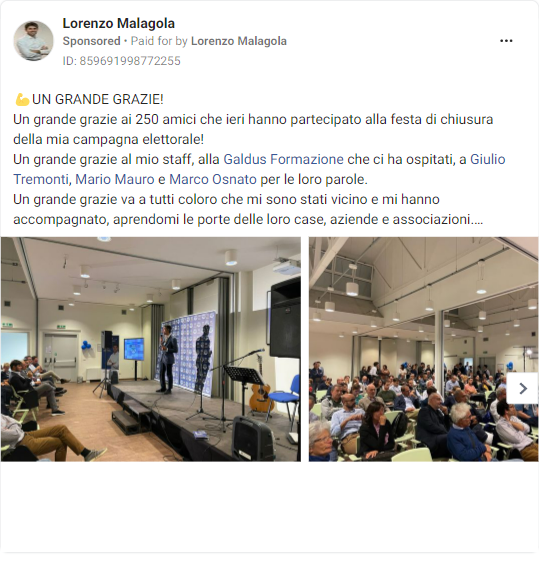 Lorenzo Malagola
Sponsored • Paid for by Lorenzo Malagola
ID: 859691998772255
💪UN GRANDE GRAZIE!
Un grande grazie ai 250 amici che ieri hanno partecipato alla festa di chiusura
della mia campagna elettorale!
Un grande grazie al mio staff, alla Galdus Formazione che ci ha ospitati, a Giulio
Tremonti, Mario Mauro e Marco Osnato per le loro parole.
Un grande grazie va a tutti coloro che mi sono stati vicino e mi hanno
accompagnato, aprendomi le porte delle loro case, aziende e associazioni....